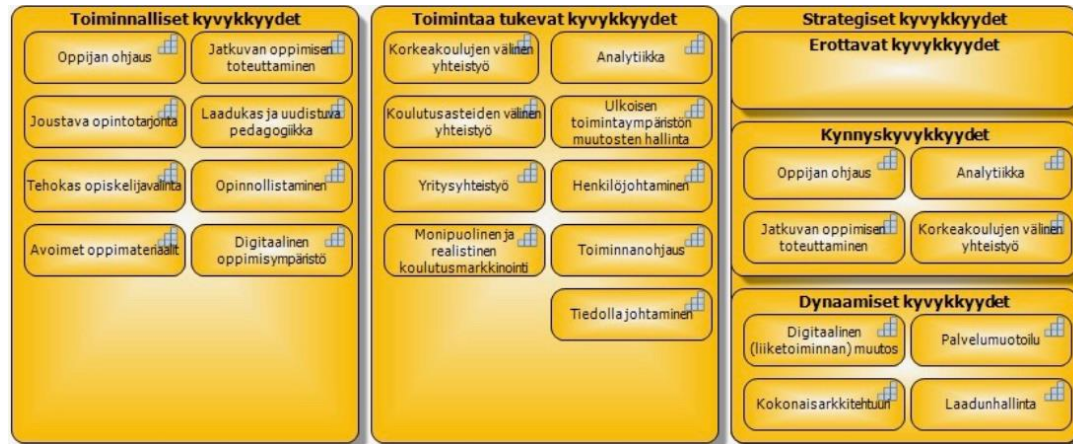 Toiminnalliset kyvykkyydet
Oppijan ohjaus
Jatkuvan oppimisen
toteuttaminen
Joustava opintotarjonta
Laadukas ja uudistuva
pedagogiikka
Tehokas opiskelijavalinta
Opinnollistaminen
Avoimet oppimateriaalit
Digitaalinen
oppimisympäristö
Toimintaa tukevat kyvykkyydet
Korkeakoulujen välinen
yhteistyö
Analytiikka
Koulutusasteiden välinen
yhteistyö
Ulkoisen
toimintaympäristön
muutosten hallinta
Yritysyhteistyö
Henkilöjohtaminen
Monipuolinen ja
realistinen
koulutusmarkkinointi
Toiminnanohjaus
Tiedolla johtaminen
Strategiset kyvykkyydet
Erottavat kyvykkyydet
Kynnyskyvykkyydet
Oppijan ohjaus
Analytiikka
Jatkuvan oppimisen
toteuttaminen
Korkeakoulujen välinen
yhteistyö
Dynaamiset kyvykkyydet
Digitaalinen
(liiketoiminnan) muutos
Palvelumuotoilu
Kokonaisarkkitehtuuri
Laadunhallinta